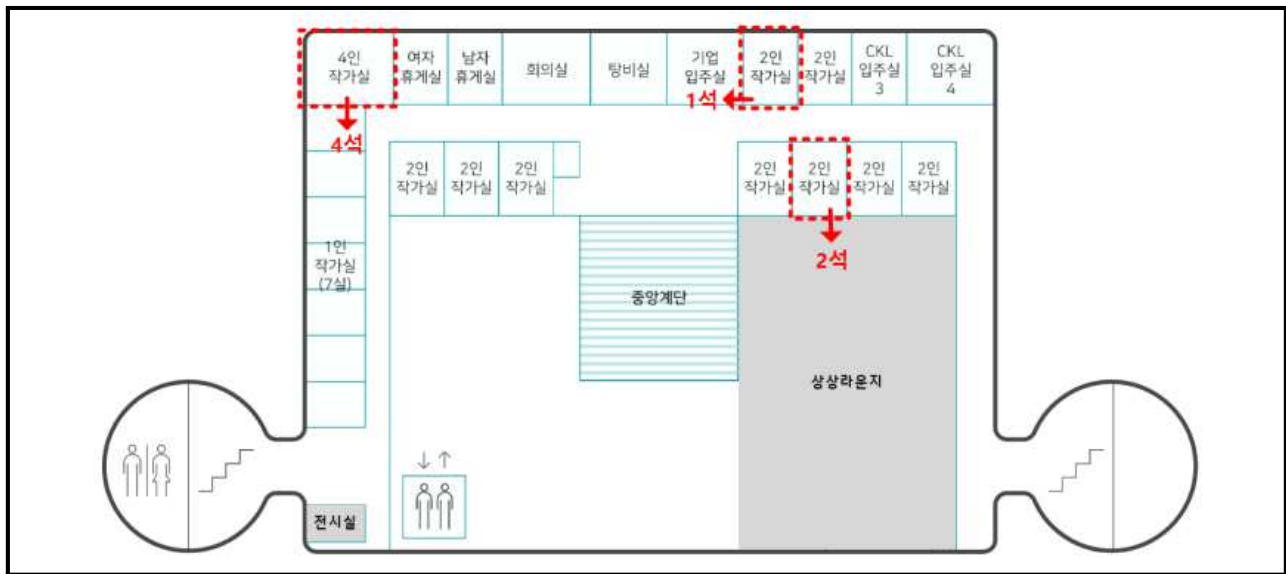 4인
작가실
여자
휴게실
남자
휴게실
회의실
탕비실
기업
입주실
2인
작가실
2인
작가실
CKL
입주실
3
CKL
입주실
4
1석
4석
2인
작가실
2인
작가실
2인
작가실
2인
작가실
2인
작가실
2인
작가실
2인
작가실
2석
1인
작가실
(7실)
중앙계단
상상라운지
전시실